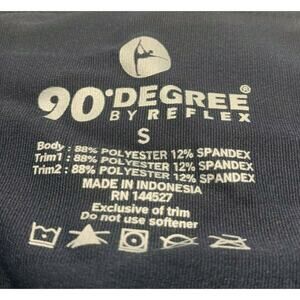 90°DEGREE®
BY REFLEX
S
Body : 88% POLYESTER 12% SPANDEX
Trim1 : 88% POLYESTER 12% SPANDEX
Trim2 : 88% POLYESTER 12% SPANDEX
MADE IN INDONESIA
RN 144527
Exclusive of trim
Do not use softener